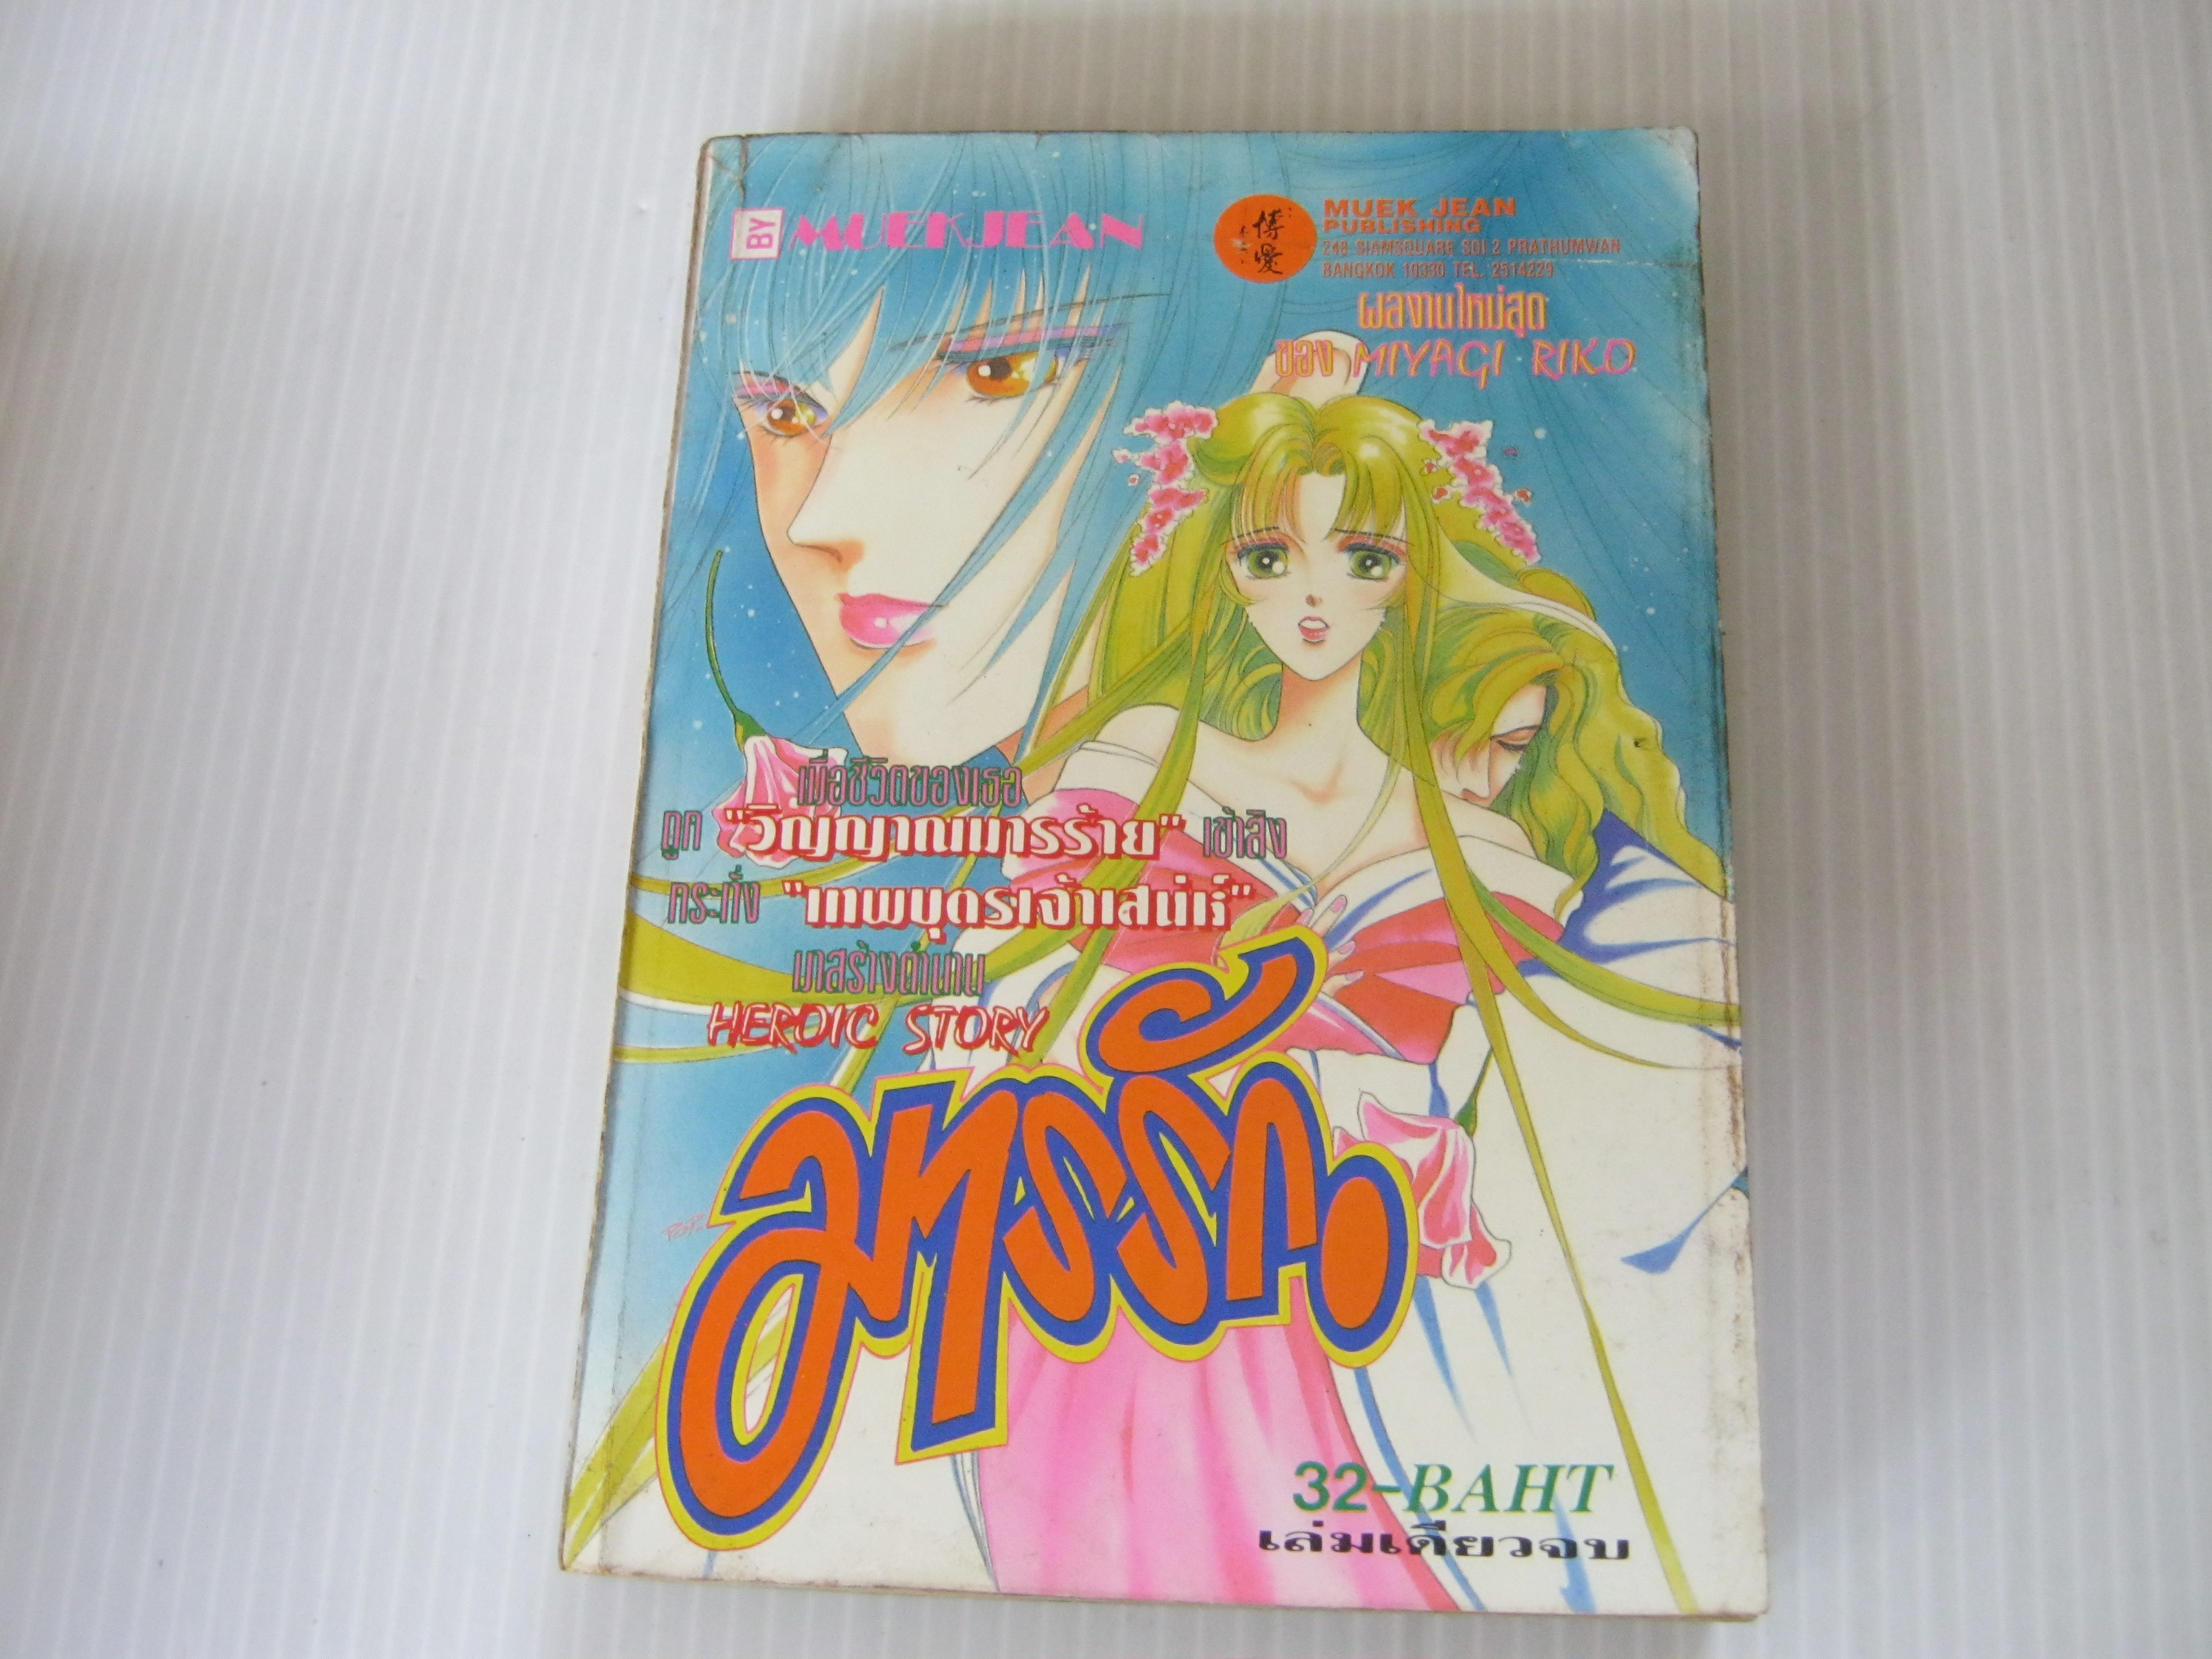 BY MUEKJEAN
傅愛
MUEK JEAN
PUBLISHING
248 SIAMSQUARE SOI 2 PRATHUMWAN
BANGKOK 10330 TEL. 2514229
ผลงานใหม่สุด
ของ MIYAGI RIKO
เมื่อชีวิตของเธอ
ถูก "วิญญาณมารร้าย" เข้าสิง
กระทั่ง "เทพบุตรเจ้าเสน่ห์"
มาสร้างตำนาน
HEROIC STORY
32-BAHT
เล่มเดียวจบ